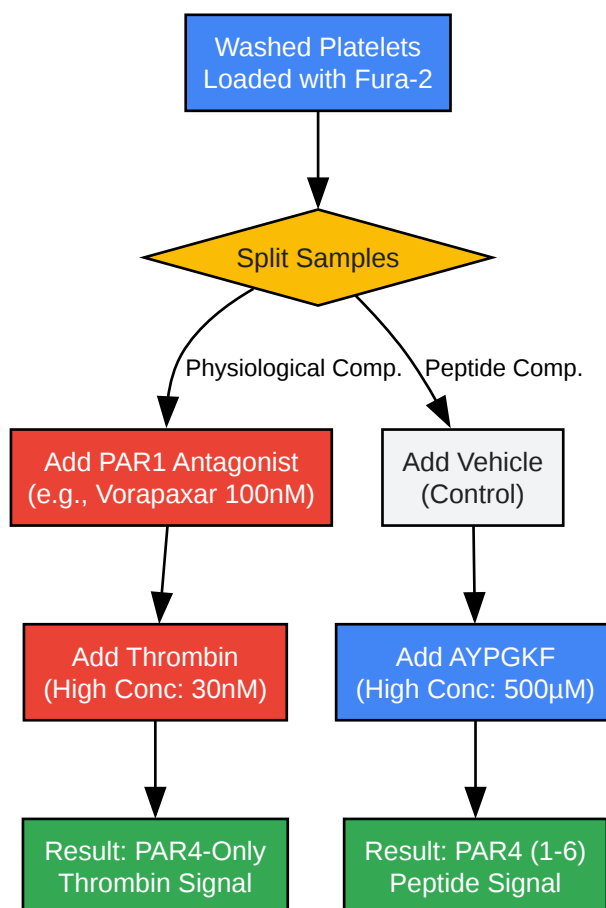 Washed Platelets
Loaded with Fura-2
Split Samples
Physiological Comp.
Peptide Comp.
Add PAR1 Antagonist
(e.g., Vorapaxar 100nM)
Add Vehicle
(Control)
Add Thrombin
(High Conc: 30nM)
Add AYPGKF
(High Conc: 500µM)
Result: PAR4-Only
Thrombin Signal
Result: PAR4 (1-6)
Peptide Signal